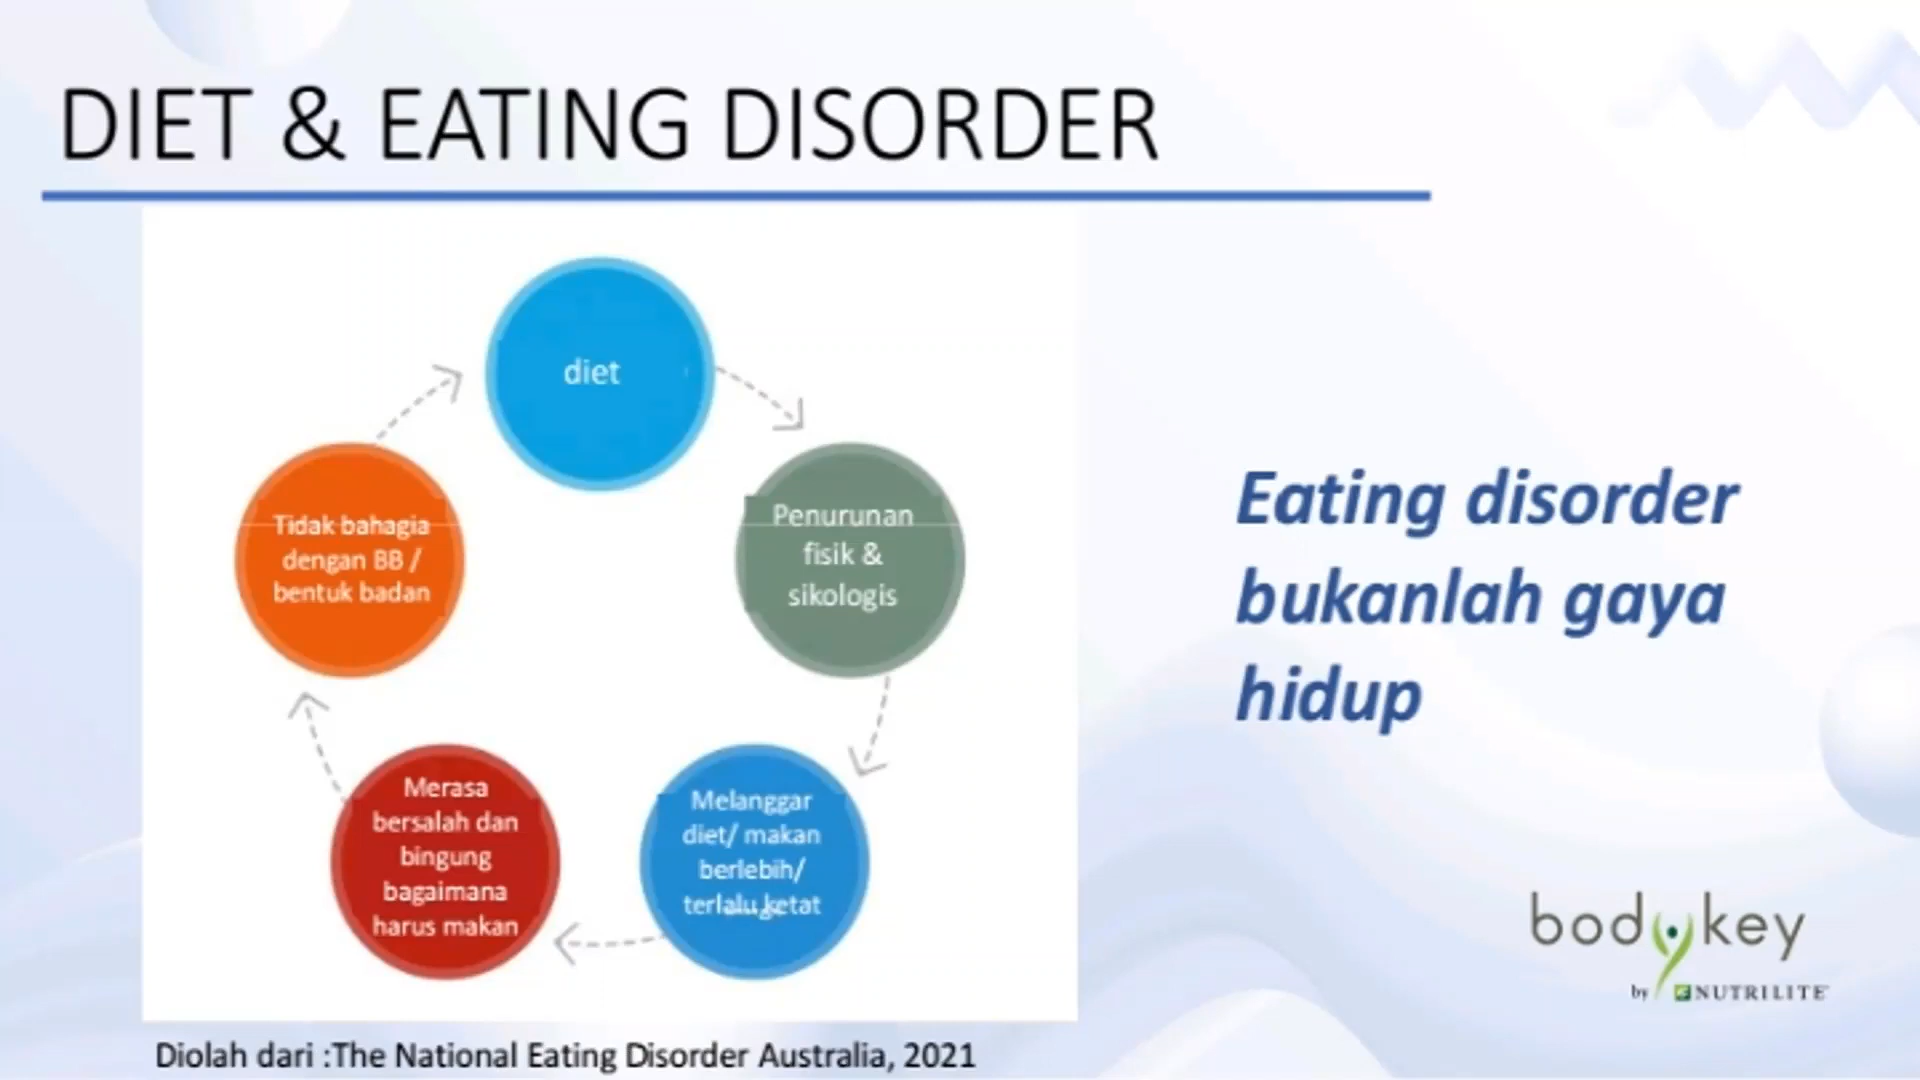 DIET & EATING DISORDER
diet
Penurunan
fisik &
sikologis
Melanggar
diet/ makan
berlebih/
terlalu ketat
Merasa
bersalah dan
bingung
bagaimana
harus makan
Tidak bahagia
dengan BB /
bentuk badan
Eating disorder
bukanlah gaya
hidup
bodykey
by NUTRILITE
Diolah dari :The National Eating Disorder Australia, 2021